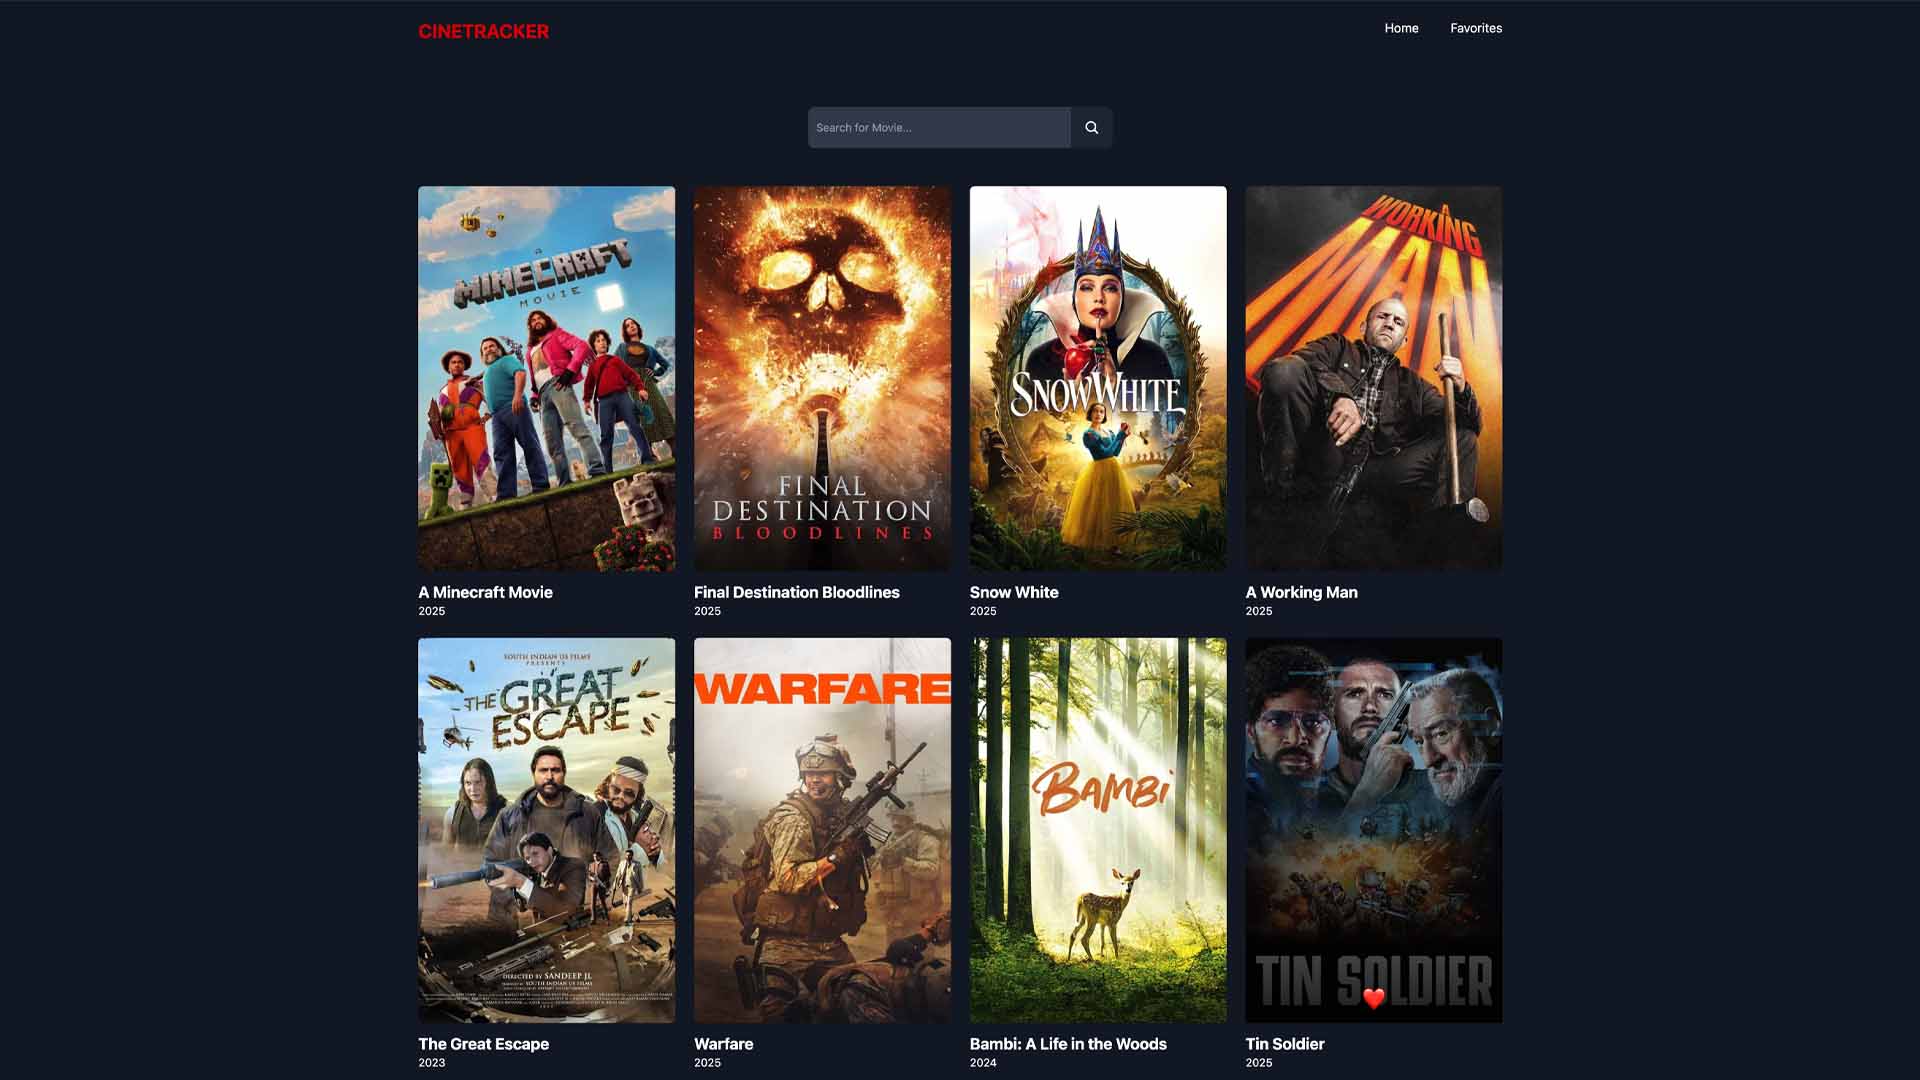 CINETRACKER
Home
Favorites
Search for Movie...
A
MINECRAFT
MOVIE
FINAL
DESTINATION
BLOODLINES
SNOW WHITE
A
WORKING
MAN
A Minecraft Movie
2025
Final Destination Bloodlines
2025
Snow White
2025
A Working Man
2025
SOUTH INDIAN US FILMS
PRESENTS
THE GREAT
ESCAPE
DIRECTED BY SANDEEP JL
WARFARE
BAMBi
TIN SOLDIER
The Great Escape
2023
Warfare
2025
Bambi: A Life in the Woods
2024
Tin Soldier
2025